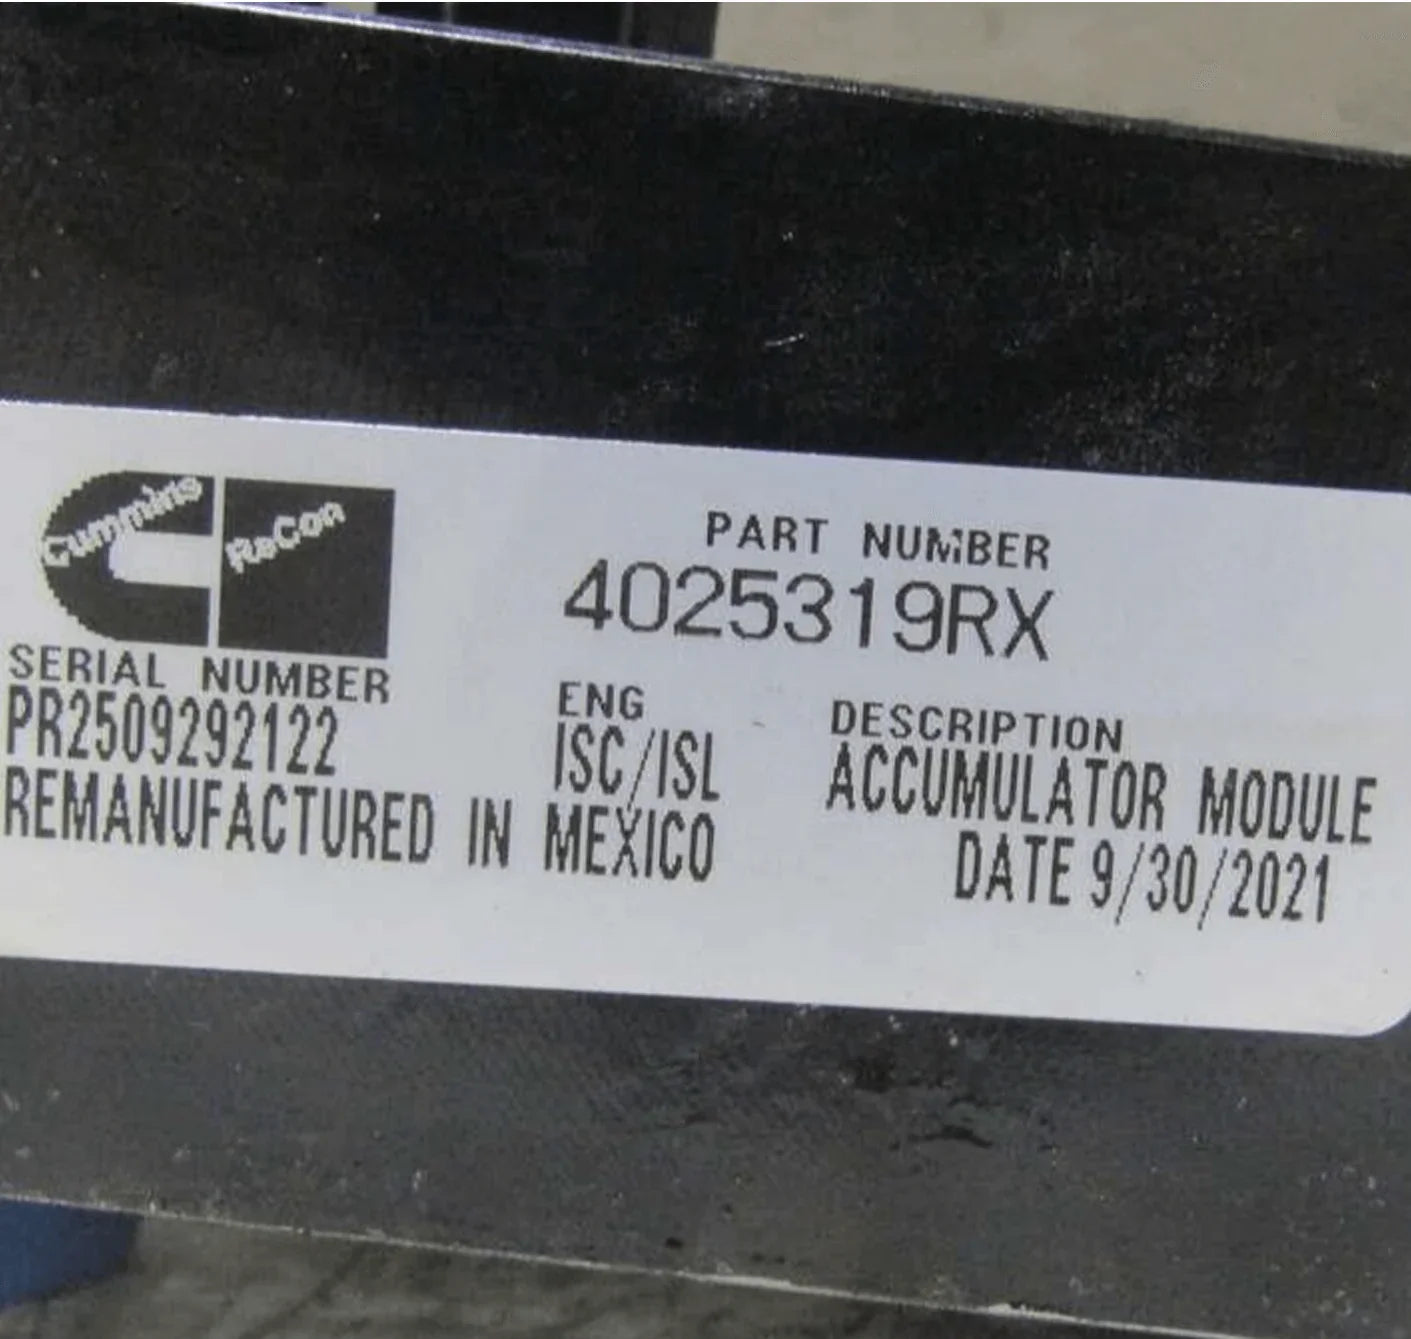 Cummins ReCon
PART NUMBER
4025319RX
SERIAL NUMBER
PR2509292122
ENG
ISC/ISL
DESCRIPTION
ACCUMULATOR MODULE
REMANUFACTURED IN MEXICO
DATE 9/30/2021